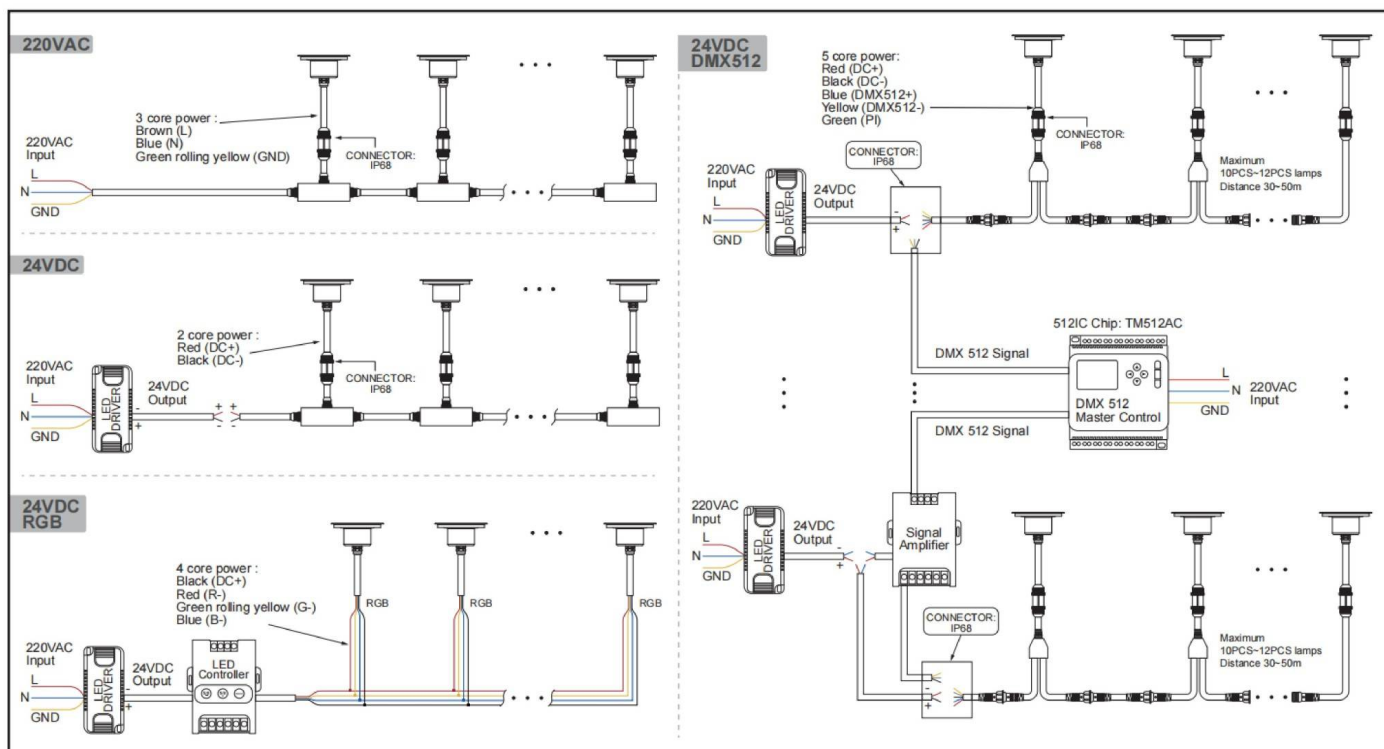 220VAC
3 core power :
Brown (L)
Blue (N)
Green rolling yellow (GND)
CONNECTOR:
IP68
220VAC
Input
L
N
GND
24VDC
2 core power :
Red (DC+)
Black (DC-)
CONNECTOR:
IP68
220VAC
Input
L
N
GND
LED
DRIVER
24VDC
Output
-
+
+ +
- -
24VDC
RGB
4 core power :
Black (DC+)
Red (R-)
Green rolling yellow (G-)
Blue (B-)
RGB
RGB
RGB
220VAC
Input
L
N
GND
LED
DRIVER
24VDC
Output
-
+
LED
Controller
24VDC
DMX512
5 core power:
Red (DC+)
Black (DC-)
Blue (DMX512+)
Yellow (DMX512-)
Green (PI)
CONNECTOR:
IP68
CONNECTOR:
IP68
Maximum
10PCS~12PCS lamps
Distance 30~50m
220VAC
Input
L
N
GND
LED
DRIVER
24VDC
Output
-
+
512IC Chip: TM512AC
DMX 512 Signal
DMX 512
Master Control
L
N
GND
220VAC
Input
DMX 512 Signal
220VAC
Input
L
N
GND
LED
DRIVER
24VDC
Output
-
+
Signal
Amplifier
CONNECTOR:
IP68
-
+
Maximum
10PCS~12PCS lamps
Distance 30~50m